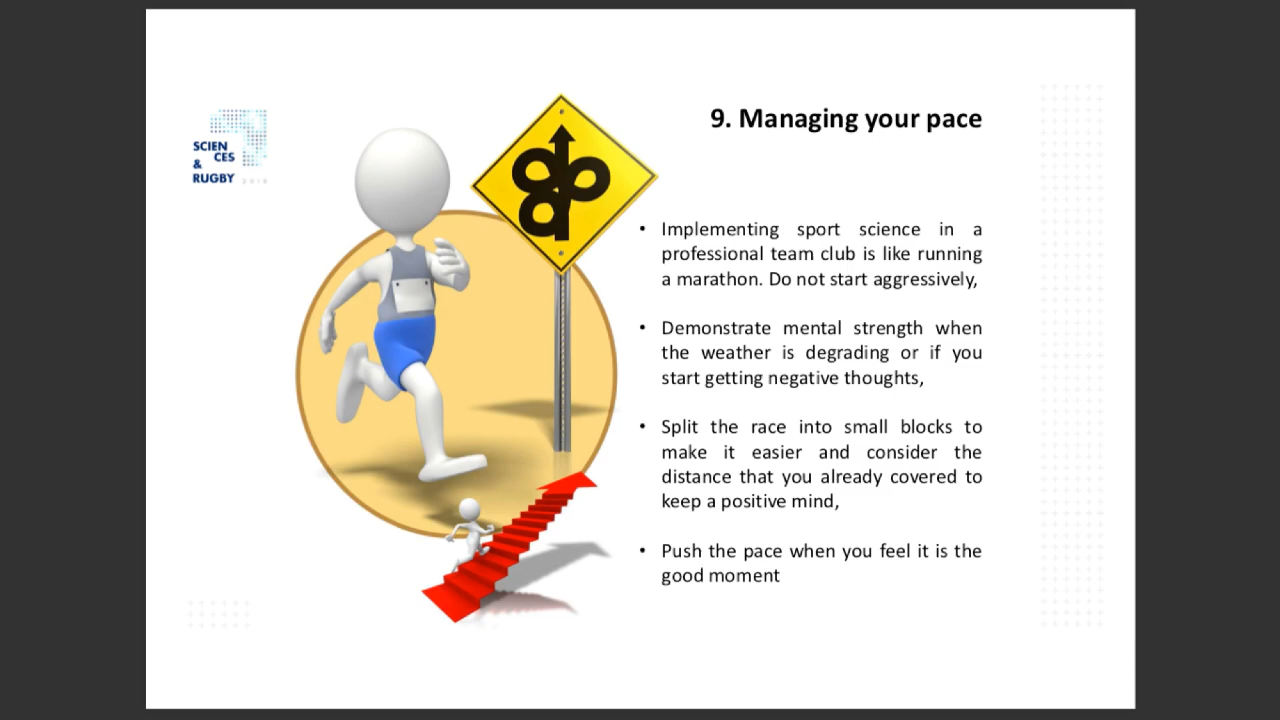 SCIEN
CES
&
RUGBY 2019
9. Managing your pace
• Implementing sport science in a
professional team club is like running
a marathon. Do not start aggressively,
• Demonstrate mental strength when
the weather is degrading or if you
start getting negative thoughts,
• Split the race into small blocks to
make it easier and consider the
distance that you already covered to
keep a positive mind,
• Push the pace when you feel it is the
good moment